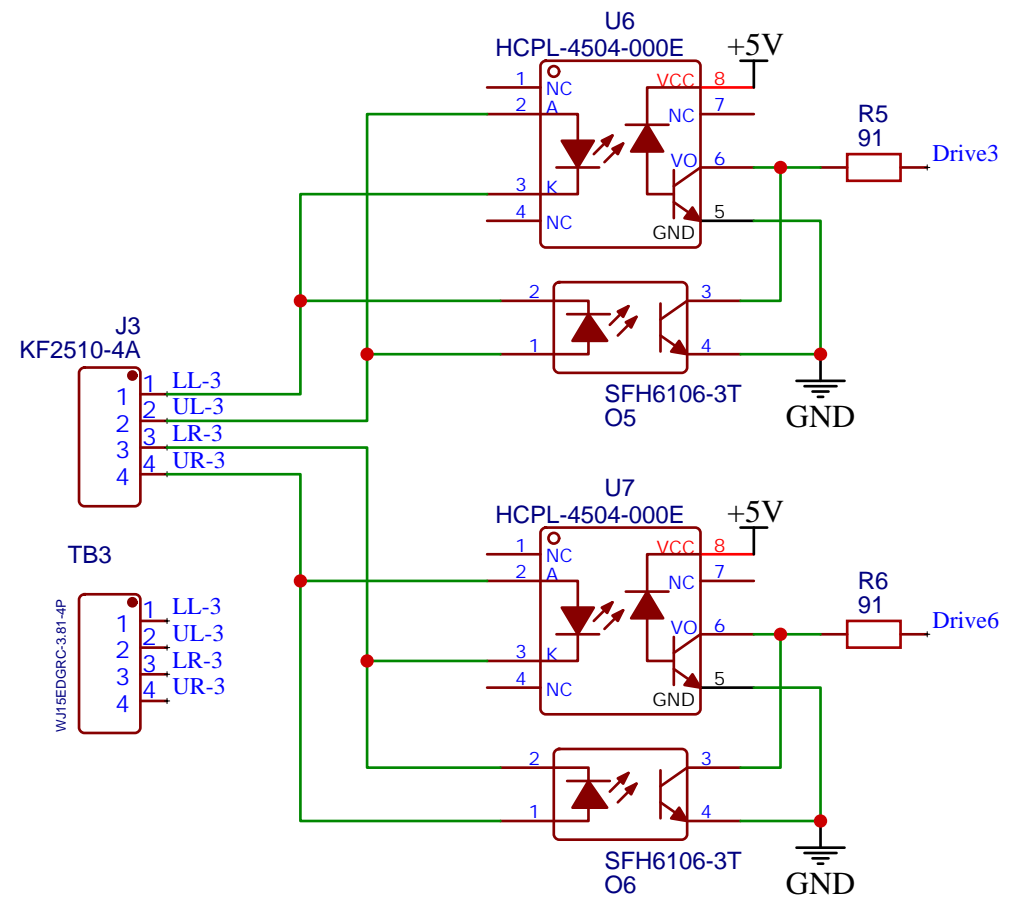 U6
HCPL-4504-000E
+5V
1
NC
2
A
3
K
4
NC
VCC
8
NC
7
VO
6
GND
5
R5
91
Drive3
2
1
3
4
SFH6106-3T
O5
GND
J3
KF2510-4A
1
1
LL-3
2
2
UL-3
3
3
LR-3
4
4
UR-3
U7
HCPL-4504-000E
+5V
1
NC
2
A
3
K
4
NC
VCC
8
NC
7
VO
6
GND
5
R6
91
Drive6
TB3
WJ15EDGRC-3.81-4P
1
1
LL-3
2
2
UL-3
3
3
LR-3
4
4
UR-3
2
1
3
4
SFH6106-3T
O6
GND